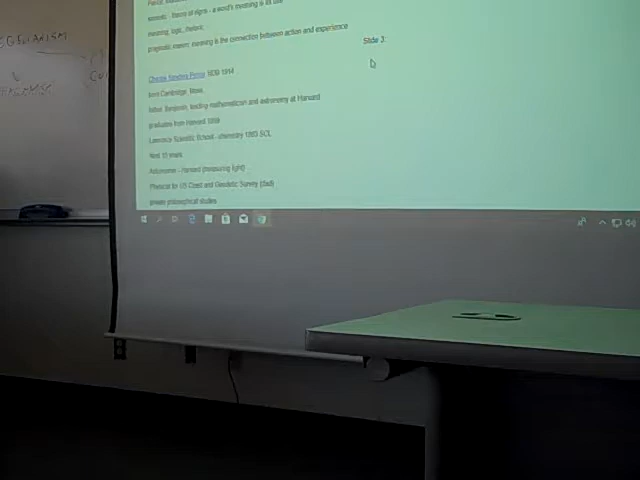 semiotic - theory of signs - a word's meaning is its use
meaning, logic, rhetoric
pragmatic maxim: meaning is the connection between action and experience
Slide 3:
Charles Sanders Peirce 1839-1914
born Cambridge, Mass.
father, Benjamin, leading mathematician and astronomy at Harvard
graduates from Harvard 1859
Lawrence Scientific School - chemistry 1863 SCL
Next 15 years:
Astronomer - Harvard (measuring light)
Physicist for US Coast and Geodetic Survey (dad)
private philosophical studies